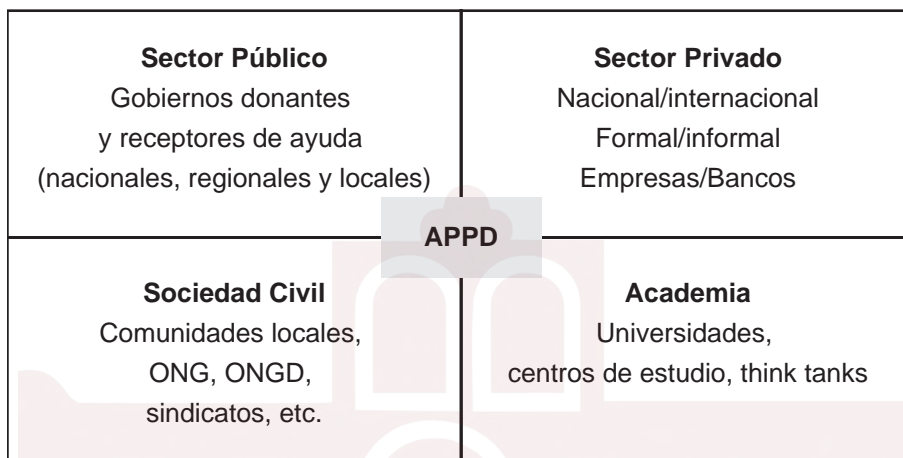 Sector Público
Gobiernos donantes
y receptores de ayuda
(nacionales, regionales y locales)
Sector Privado
Nacional/internacional
Formal/informal
Empresas/Bancos
APPD
Sociedad Civil
Comunidades locales,
ONG, ONGD,
sindicatos, etc.
Academia
Universidades,
centros de estudio, think tanks